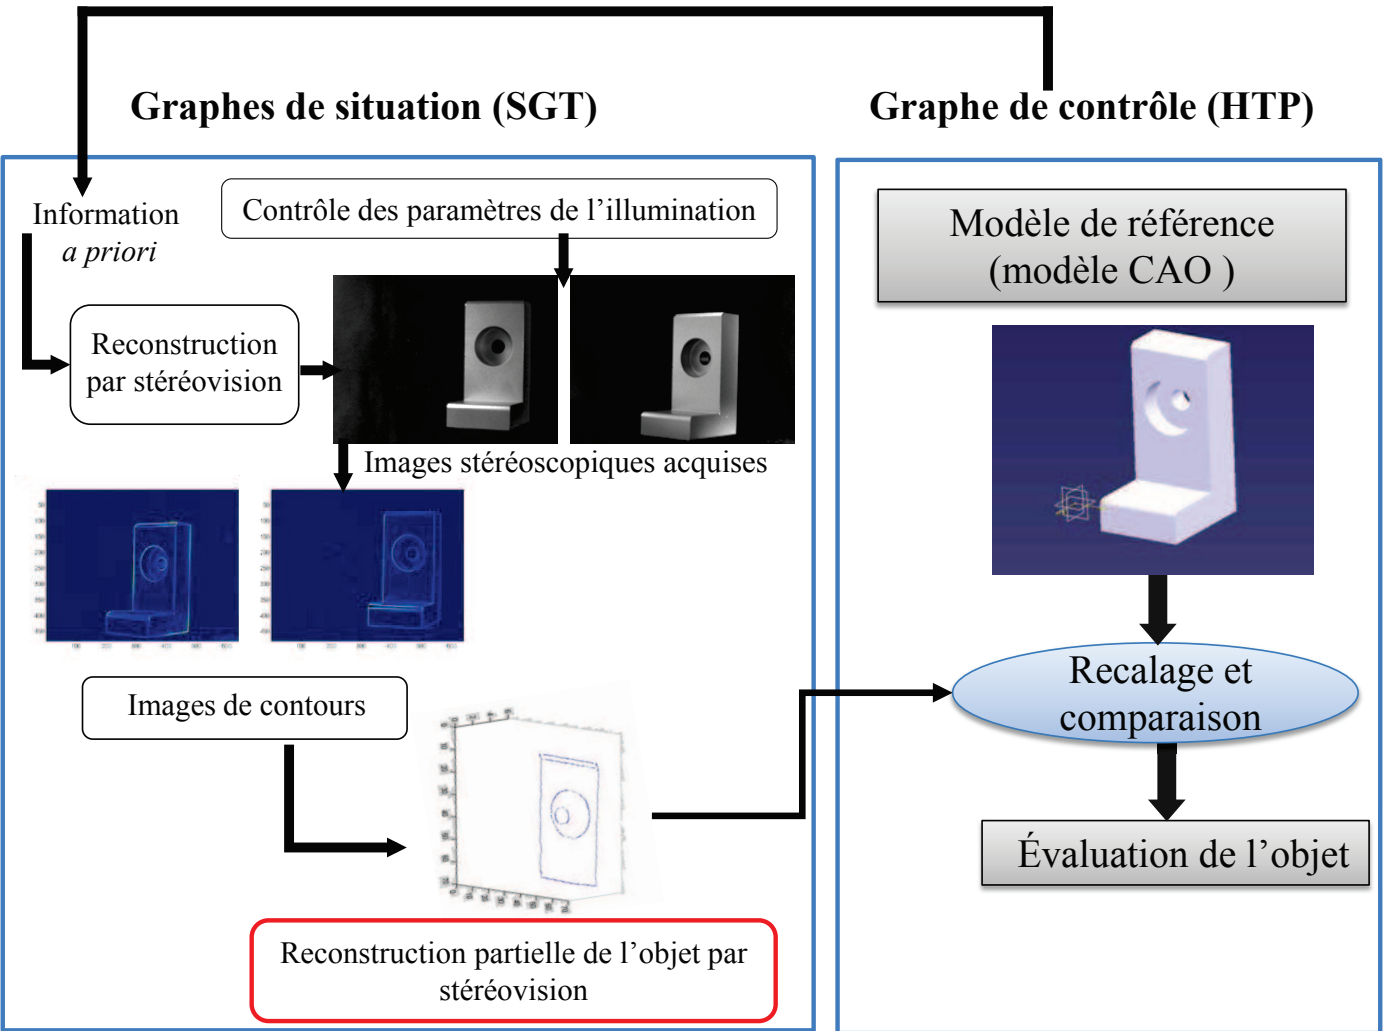 Graphes de situation (SGT)
Graphe de contrôle (HTP)
Information
a priori
Contrôle des paramètres de l’illumination
Reconstruction
par stéréovision
Images stéréoscopiques acquises
Images de contours
Reconstruction partielle de l’objet par
stéréovision
Modèle de référence
(modèle CAO )
Recalage et
comparaison
Évaluation de l’objet